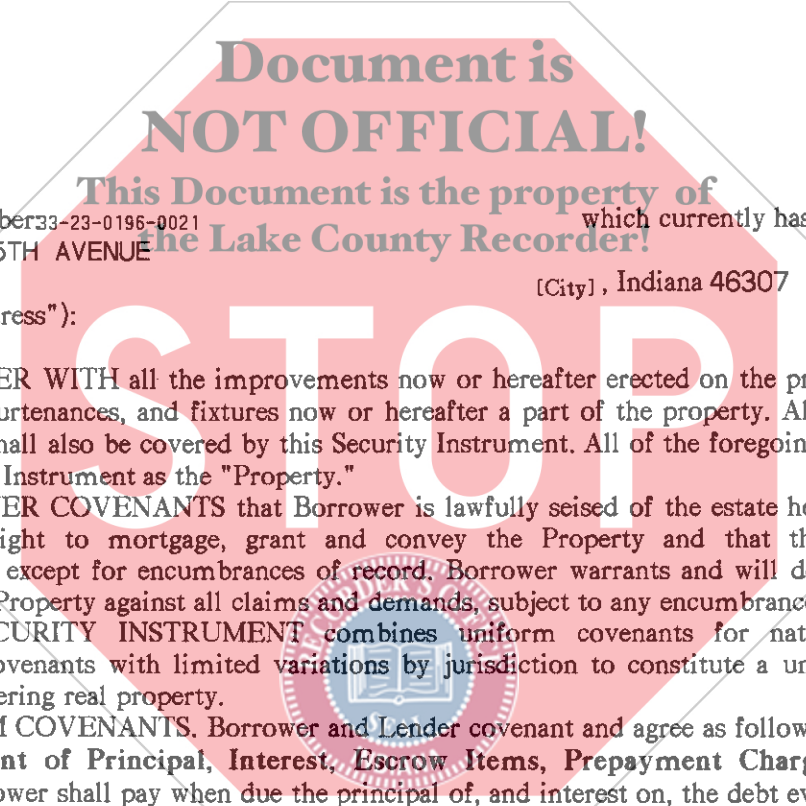 Document is
NOT OFFICIAL!
This Document is the property of
the Lake County Recorder!
ber33-23-0196-0021 which currently has
5TH AVENUE
[City] , Indiana 46307
ress"):
STOP
ER WITH all the improvements now or hereafter erected on the pr
urtenances, and fixtures now or hereafter a part of the property. Al
hall also be covered by this Security Instrument. All of the foregoin
Instrument as the "Property."
ER COVENANTS that Borrower is lawfully seised of the estate he
ight to mortgage, grant and convey the Property and that th
except for encumbrances of record. Borrower warrants and will d
Property against all claims and demands, subject to any encumbranc
CURITY INSTRUMENT combines uniform covenants for nat
ovenants with limited variations by jurisdiction to constitute a un
ering real property.
M COVENANTS. Borrower and Lender covenant and agree as follow
nt of Principal, Interest, Escrow Items, Prepayment Charg
ower shall pay when due the principal of, and interest on, the debt ev
SEAL